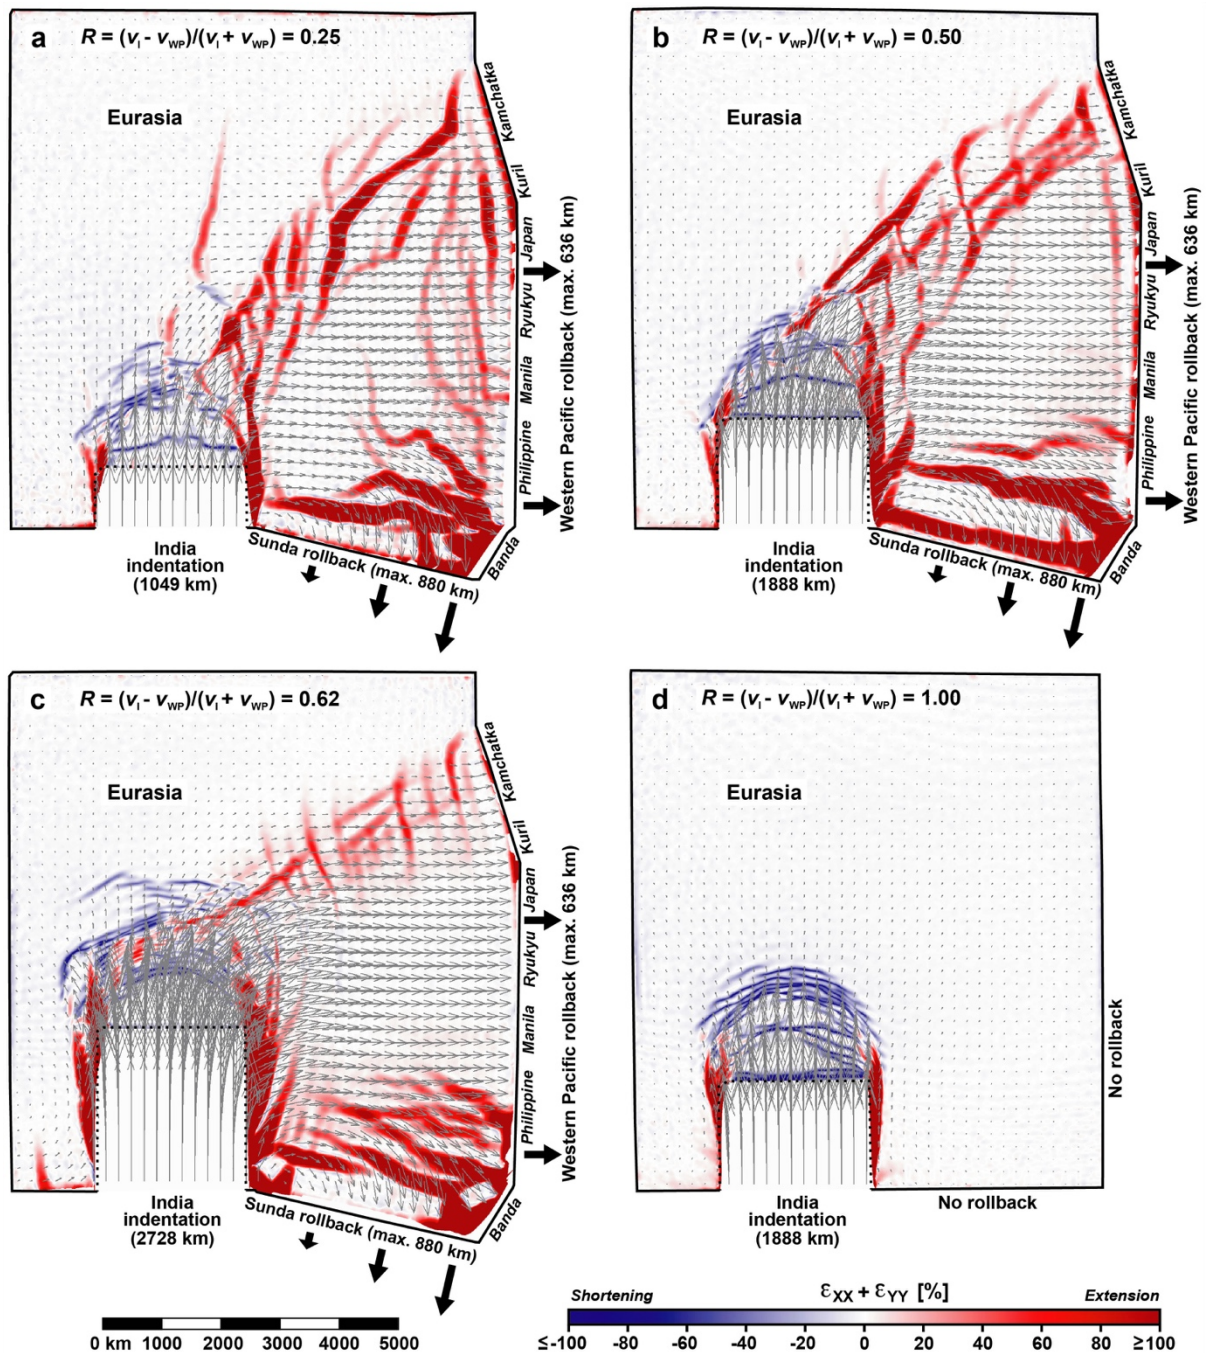 a R = (vI - vWP)/(vI + vWP) = 0.25
Eurasia
Kamchatka
Kuril
Japan
Ryukyu
Manila
Philippine
Western Pacific rollback (max. 636 km)
Banda
Sunda rollback (max. 880 km)
India
indentation
(1049 km)
b R = (vI - vWP)/(vI + vWP) = 0.50
Eurasia
Kamchatka
Kuril
Japan
Ryukyu
Manila
Philippine
Western Pacific rollback (max. 636 km)
Banda
Sunda rollback (max. 880 km)
India
indentation
(1888 km)
c R = (vI - vWP)/(vI + vWP) = 0.62
Eurasia
Kamchatka
Kuril
Japan
Ryukyu
Manila
Philippine
Western Pacific rollback (max. 636 km)
Banda
Sunda rollback (max. 880 km)
India
indentation
(2728 km)
d R = (vI - vWP)/(vI + vWP) = 1.00
Eurasia
No rollback
India
indentation
(1888 km)
No rollback
0 km 1000 2000 3000 4000 5000
Shortening εXX + εYY [%] Extension
≤-100 -80 -60 -40 -20 0 20 40 60 80 ≥100